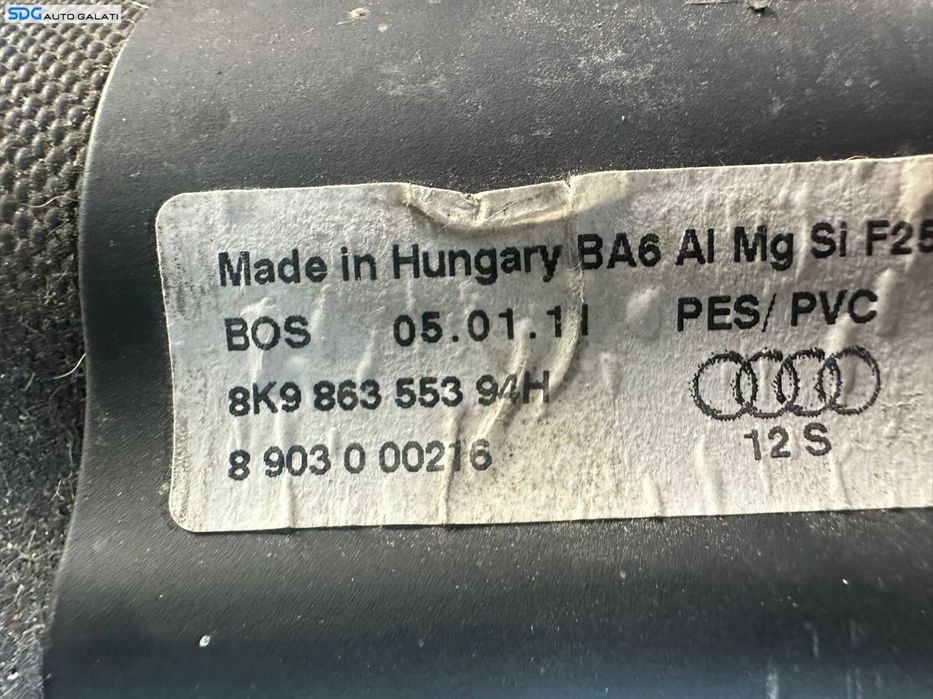 SDG AUTO GALATI
Made in Hungary BA6 Al Mg Si F25
BOS 05.01.11 PES/ PVC
8K9 863 553 94H
8 903 0 00216
12 S